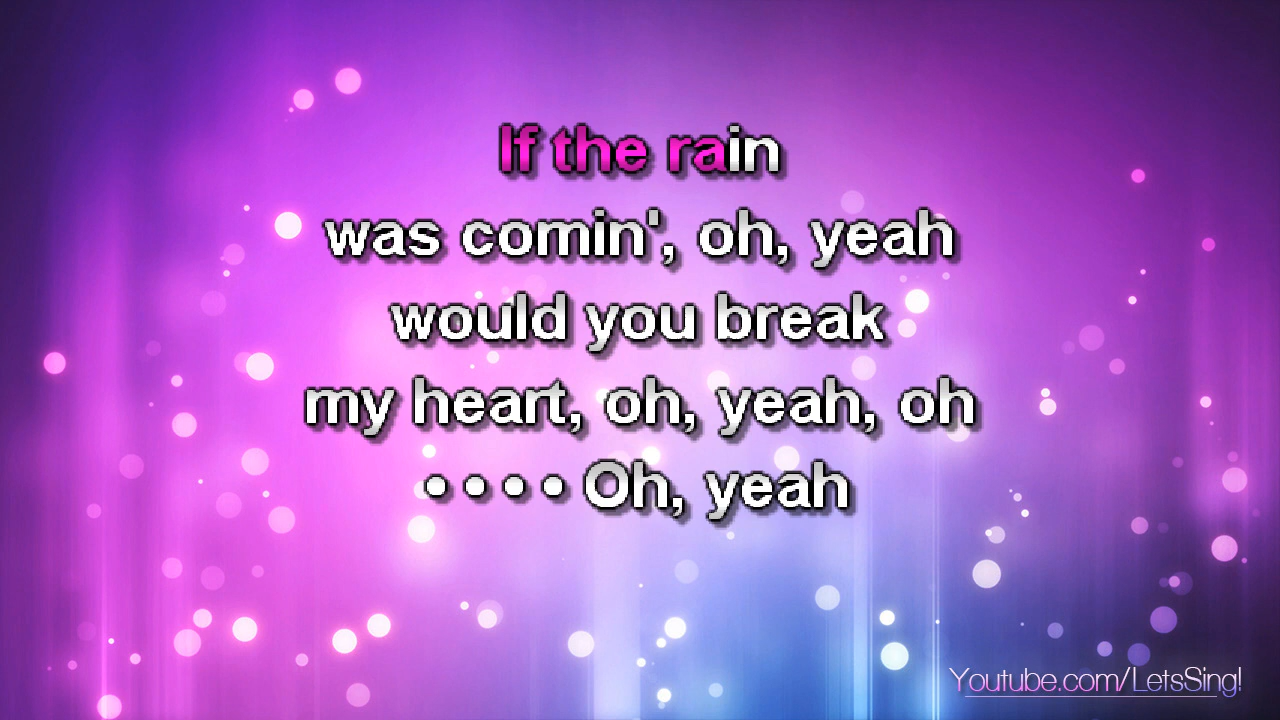 If the rain
was comin', oh, yeah
would you break
my heart, oh, yeah, oh
• • • • Oh, yeah
Youtube.com/LetsSing!